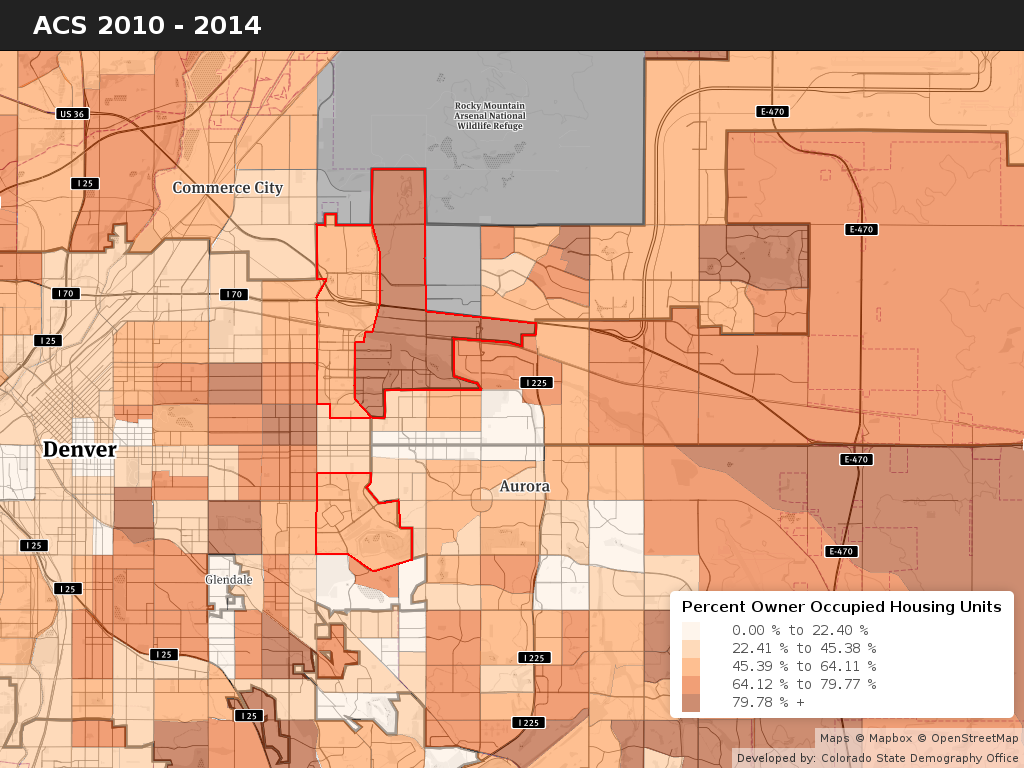 ACS 2010 - 2014
Rocky Mountain
Arsenal National
Wildlife Refuge
US 36
E-470
I 25
Commerce City
E-470
I 70
I 70
I 25
I 225
Denver
E-470
Aurora
I 25
E-470
Glendale
I 25
I 25
I 225
I 25
I 225
Percent Owner Occupied Housing Units
0.00 % to 22.40 %
22.41 % to 45.38 %
45.39 % to 64.11 %
64.12 % to 79.77 %
79.78 % +
Maps © Mapbox © OpenStreetMap
Developed by: Colorado State Demography Office